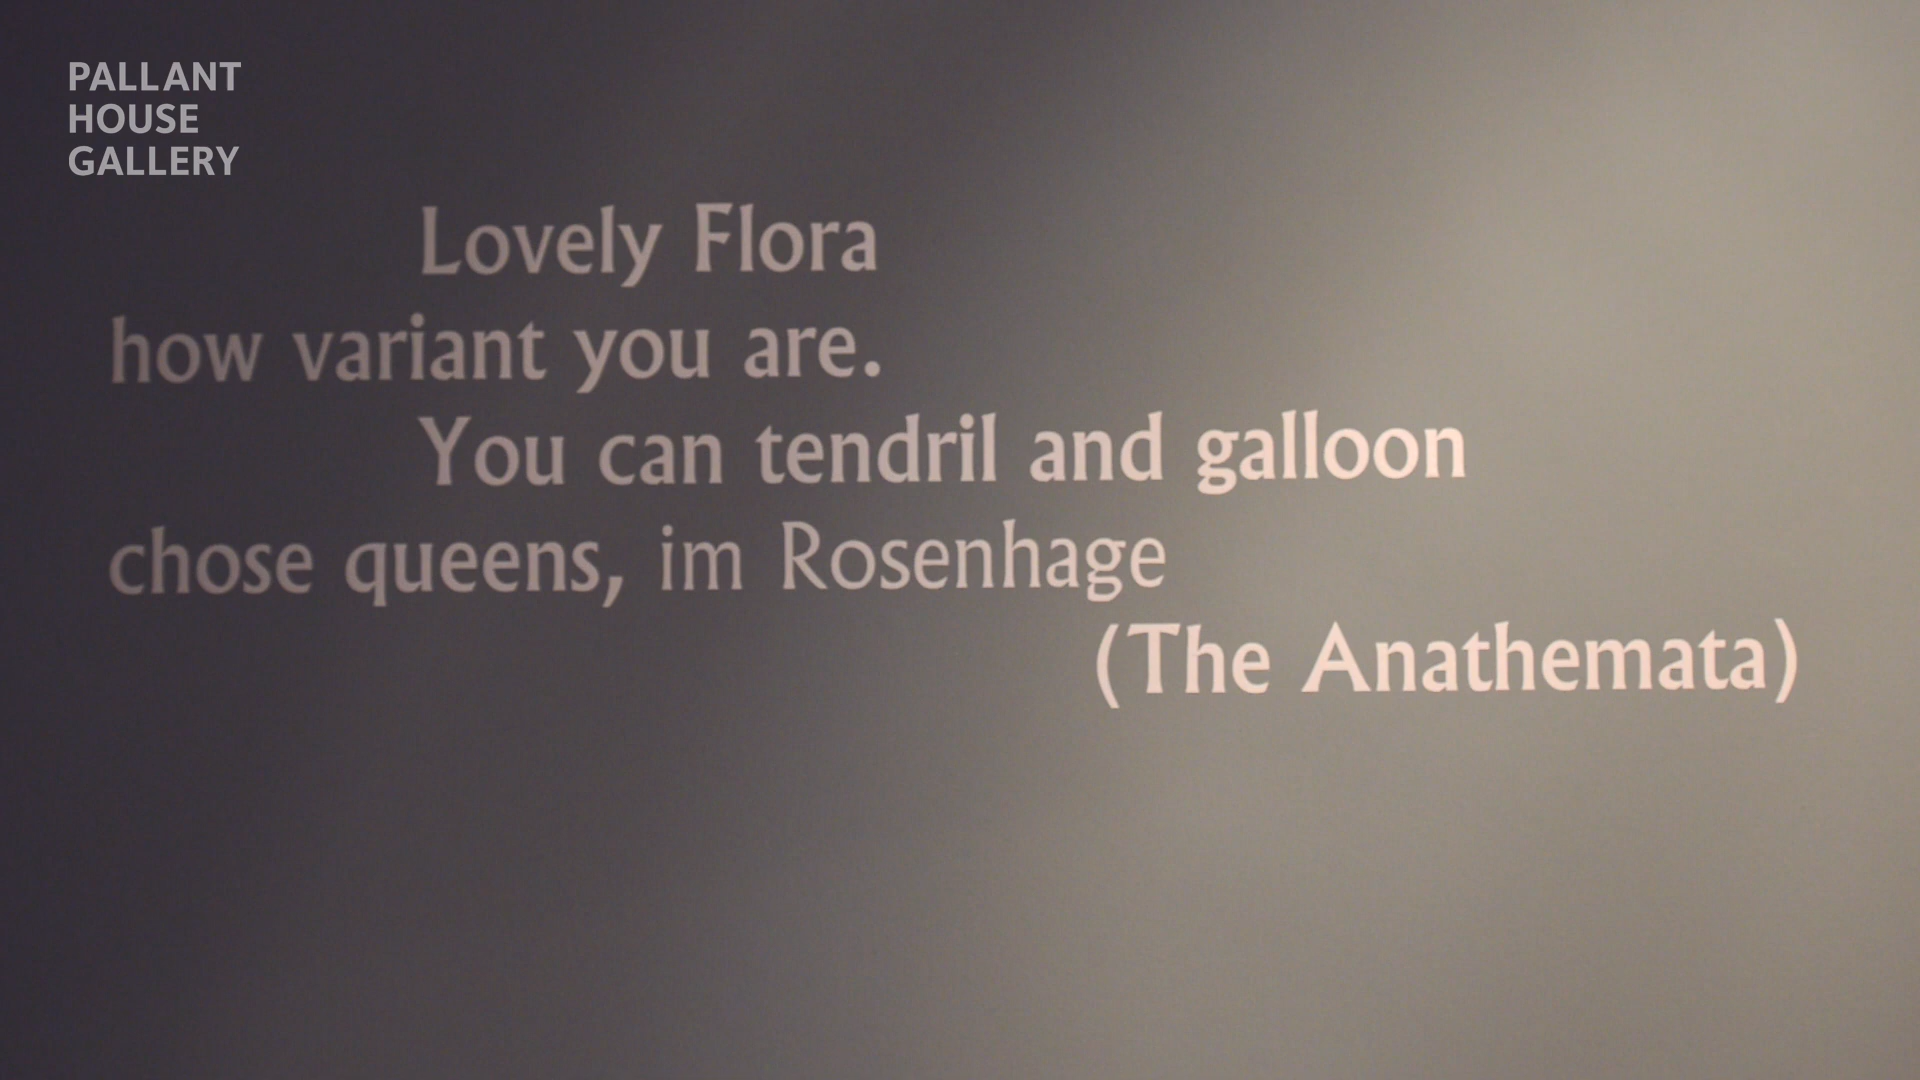 PALLANT
HOUSE
GALLERY
Lovely Flora
how variant you are.
You can tendril and galloon
chose queens, im Rosenhage
(The Anathemata)